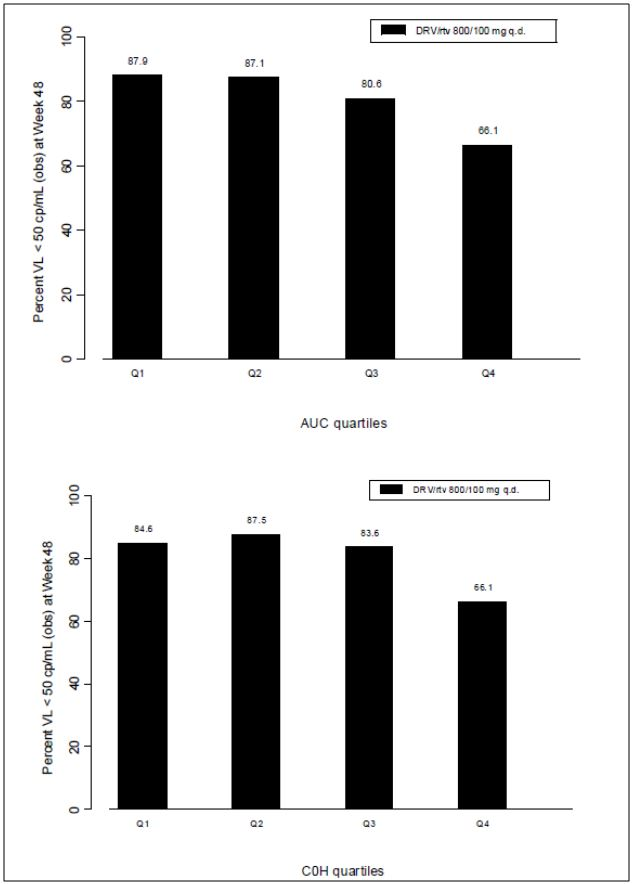 DRV/rtv 800/100 mg q.d.
Percent VL < 50 cp/mL (obs) at Week 48
100
80
60
40
20
0
87.9
87.1
80.6
66.1
Q1
Q2
Q3
Q4
AUC quartiles
DRV/rtv 800/100 mg q.d.
Percent VL < 50 cp/mL (obs) at Week 48
100
80
60
40
20
0
84.6
87.5
83.6
66.1
Q1
Q2
Q3
Q4
C0H quartiles